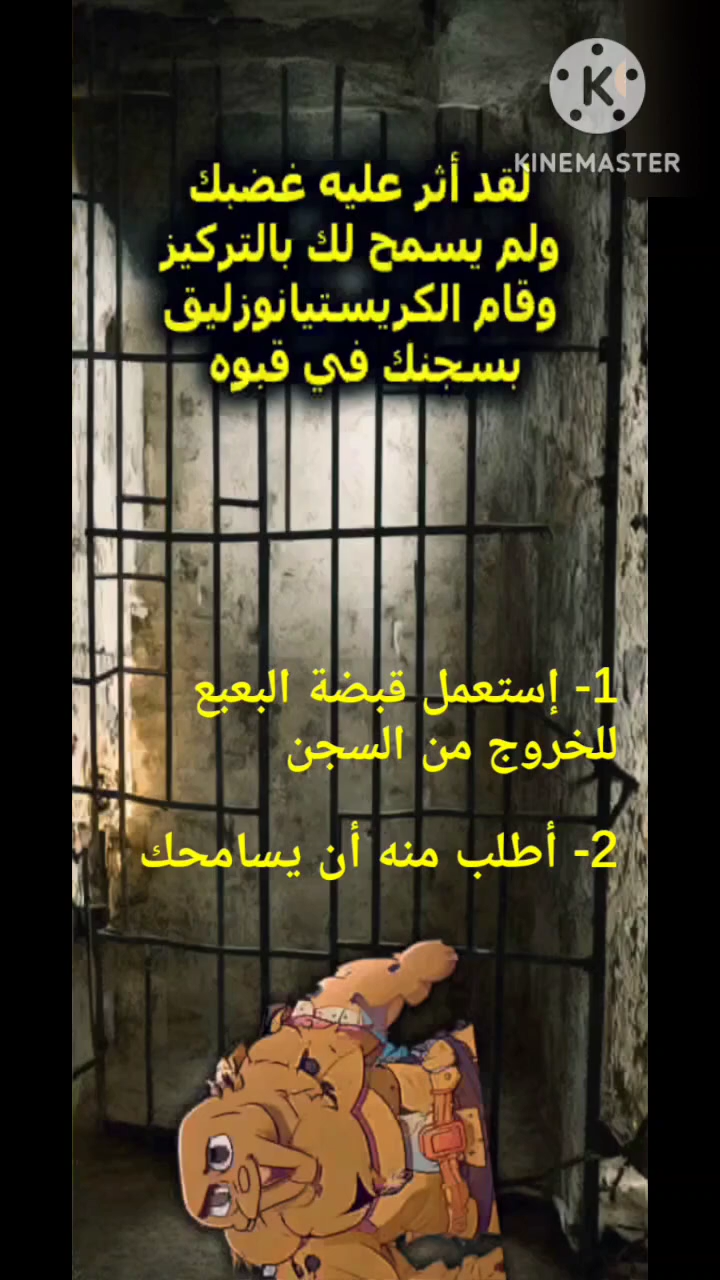 KINEMASTER
لقد أثر عليه غضبك
ولم يسمح لك بالتركيز
وقام الكريستيانوزليق
بسجنك في قبوه
1- إستعمل قبضة البعبع
للخروج من السجن
2- أطلب منه أن يسامحك